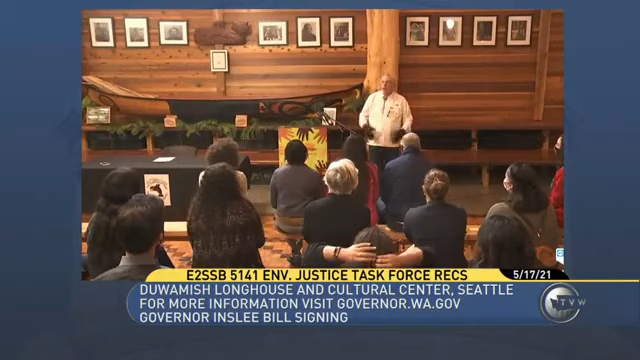 E2SSB 5141 ENV. JUSTICE TASK FORCE RECS
5/17/21
DUWAMISH LONGHOUSE AND CULTURAL CENTER, SEATTLE
FOR MORE INFORMATION VISIT GOVERNOR.WA.GOV
GOVERNOR INSLEE BILL SIGNING
TVW